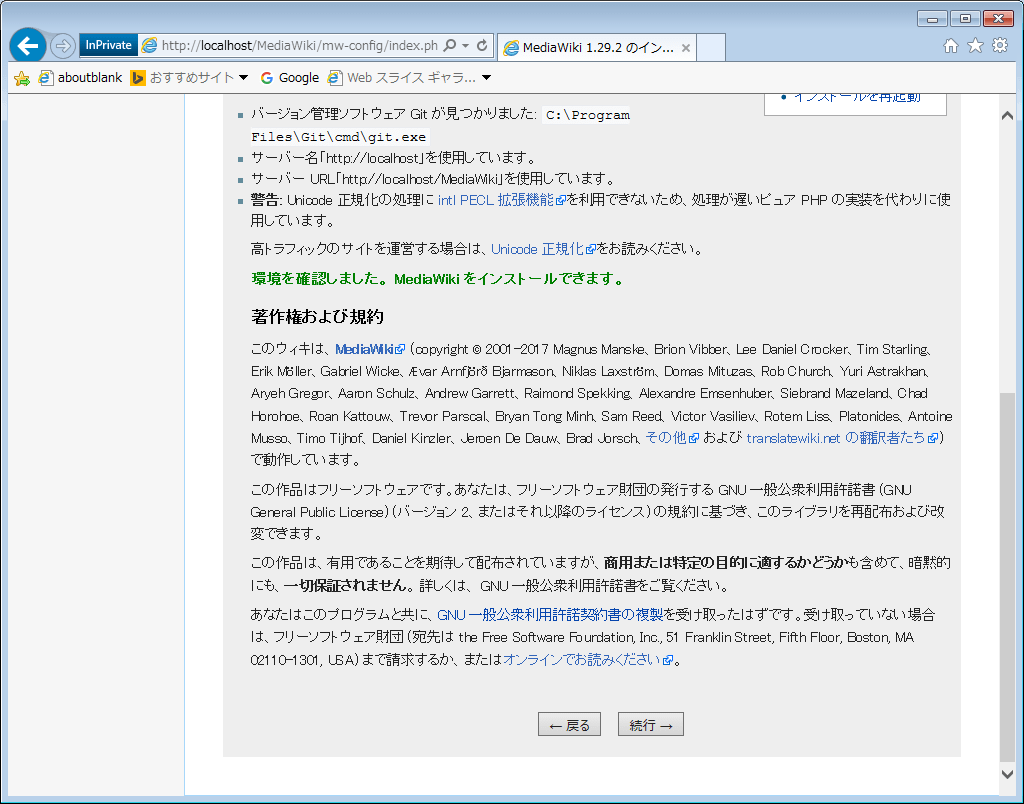 InPrivate
http://localhost/MediaWiki/mw-config/index.ph
MediaWiki 1.29.2 のイン...
aboutblank
おすすめサイト
Google
Web スライス ギャラ...
インストールを再起動
バージョン管理ソフトウェア Git が見つかりました: C:\Program
Files\Git\cmd\git.exe
サーバー名「http://localhost」を使用しています。
サーバー URL「http://localhost/MediaWiki」を使用しています。
警告: Unicode 正規化の処理に intl PECL 拡張機能を利用できないため、処理が遅いピュア PHP の実装を代わりに使
用しています。
高トラフィックのサイトを運営する場合は、Unicode 正規化をお読みください。
環境を確認しました。MediaWiki をインストールできます。
著作権および規約
このウィキは、MediaWiki (copyright © 2001-2017 Magnus Manske、Brion Vibber、Lee Daniel Crocker、Tim Starling、
Erik Möller、Gabriel Wicke、Ævar Arnfjörð Bjarmason、Niklas Laxström、Domas Mituzas、Rob Church、Yuri Astrakhan、
Aryeh Gregor、Aaron Schulz、Andrew Garrett、Raimond Spekking、Alexandre Emsenhuber、Siebrand Mazeland、Chad
Horohoe、Roan Kattouw、Trevor Parscal、Bryan Tong Minh、Sam Reed、Victor Vasiliev、Rotem Liss、Platonides、Antoine
Musso、Timo Tijhof、Daniel Kinzler、Jeroen De Dauw、Brad Jorsch、その他 および translatewiki.net の翻訳者たち)
で動作しています。
この作品はフリーソフトウェアです。あなたは、フリーソフトウェア財団の発行する GNU 一般公衆利用許諾書 (GNU
General Public License) (バージョン 2、またはそれ以降のライセンス) の規約に基づき、このライブラリを再配布および改
変できます。
この作品は、有用であることを期待して配布されていますが、商用または特定の目的に適するかどうかも含めて、暗黙的
にも、一切保証されません。詳しくは、GNU 一般公衆利用許諾書をご覧ください。
あなたはこのプログラムと共に、GNU 一般公衆利用許諾契約書の複製を受け取ったはずです。受け取っていない場合
は、フリーソフトウェア財団 (宛先は the Free Software Foundation, Inc., 51 Franklin Street, Fifth Floor, Boston, MA
02110-1301, USA) まで請求するか、またはオンラインでお読みください。
← 戻る
続行 →